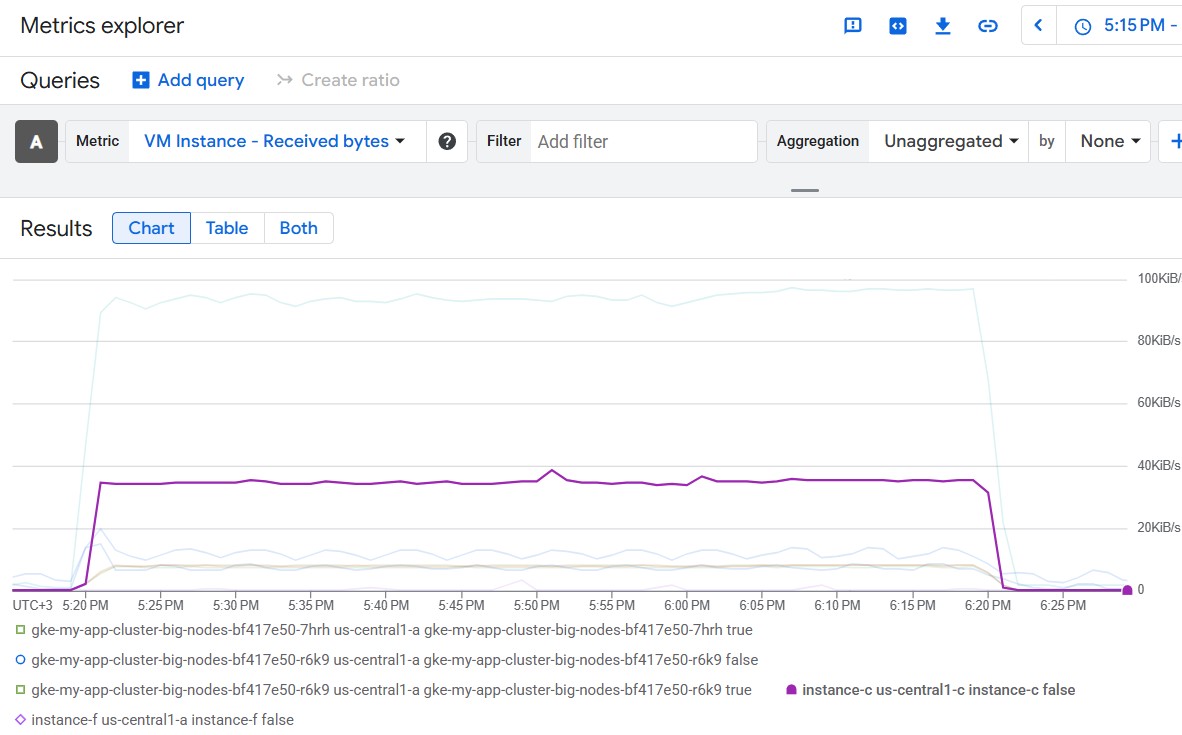 Metrics explorer
5:15 PM -
Queries Add query Create ratio
A Metric VM Instance - Received bytes ? Filter Add filter Aggregation Unaggregated by None
Results Chart Table Both
100KiB/
80KiB/s
60KiB/s
40KiB/s
20KiB/s
0
UTC+3 5:20 PM 5:25 PM 5:30 PM 5:35 PM 5:40 PM 5:45 PM 5:50 PM 5:55 PM 6:00 PM 6:05 PM 6:10 PM 6:15 PM 6:20 PM 6:25 PM
gke-my-app-cluster-big-nodes-bf417e50-7hrh us-central1-a gke-my-app-cluster-big-nodes-bf417e50-7hrh true
gke-my-app-cluster-big-nodes-bf417e50-r6k9 us-central1-a gke-my-app-cluster-big-nodes-bf417e50-r6k9 false
gke-my-app-cluster-big-nodes-bf417e50-r6k9 us-central1-a gke-my-app-cluster-big-nodes-bf417e50-r6k9 true instance-c us-central1-c instance-c false
instance-f us-central1-a instance-f false